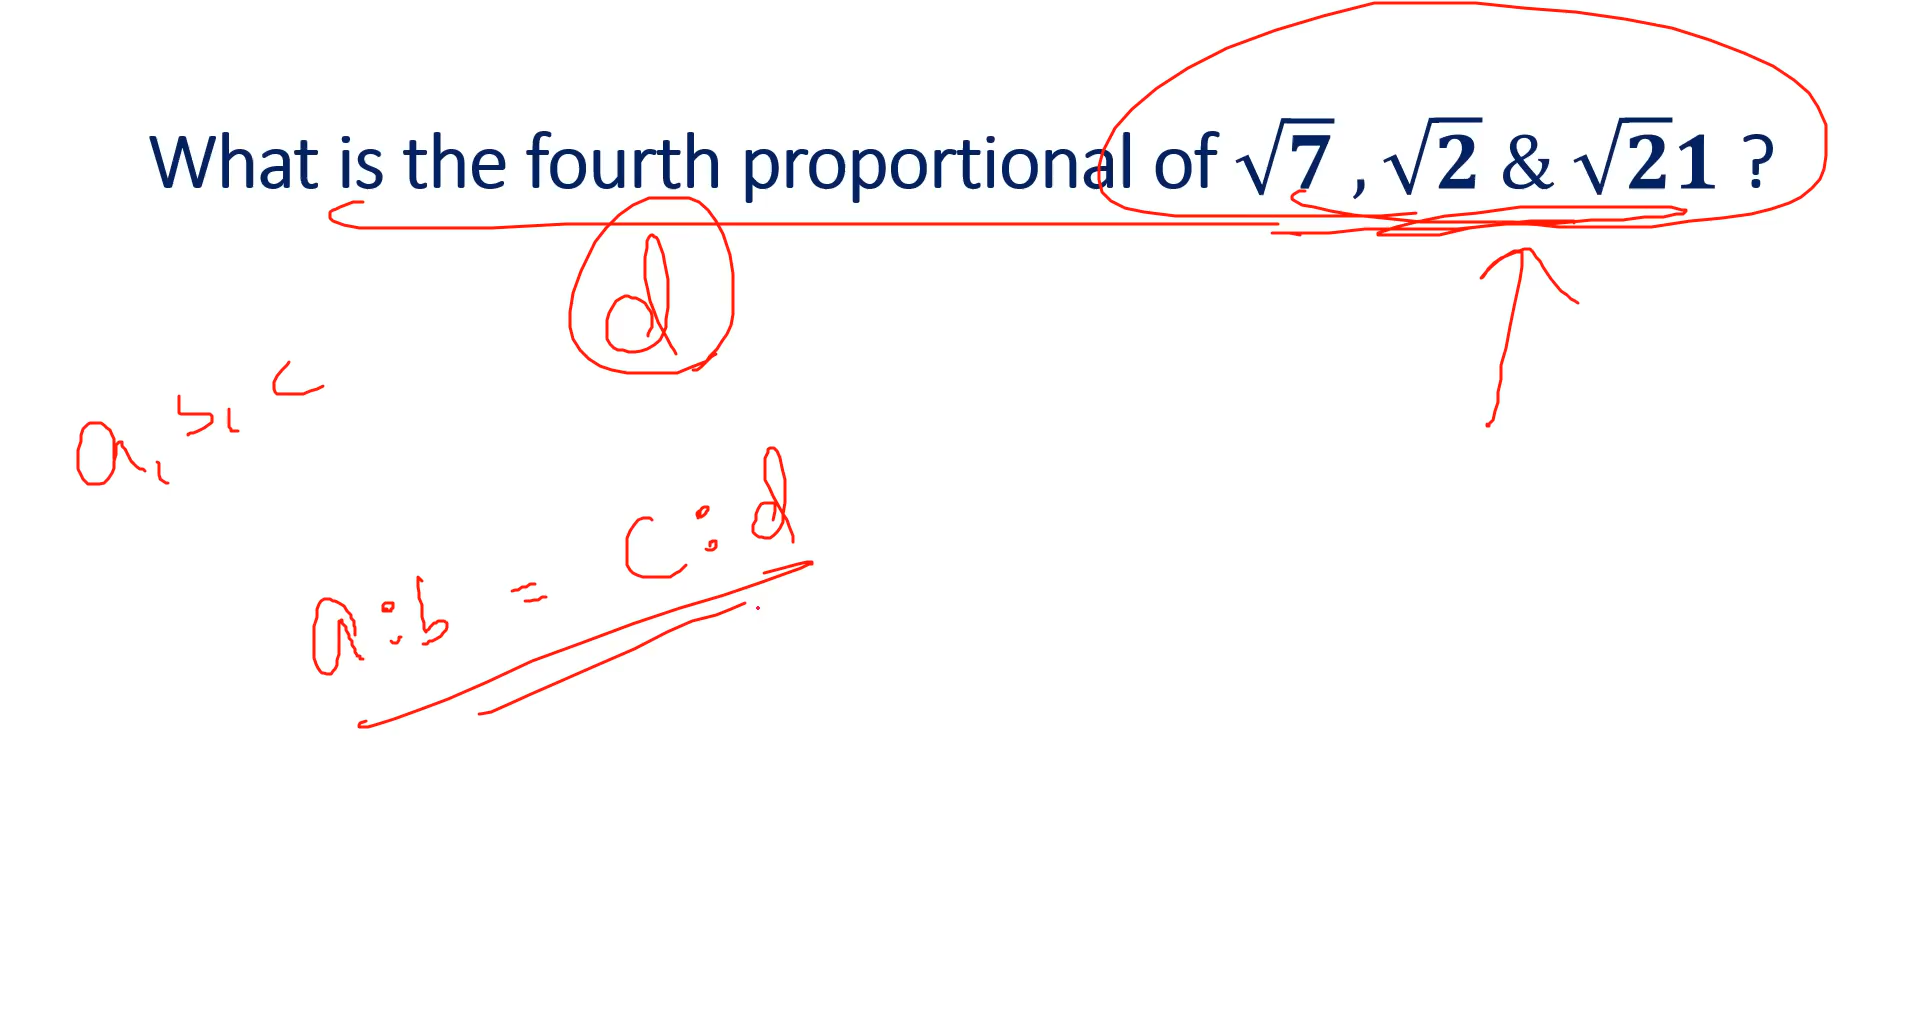 What is the fourth proportional of √7 , √2 & √21 ?
d
a, b, c
a : b = c : d